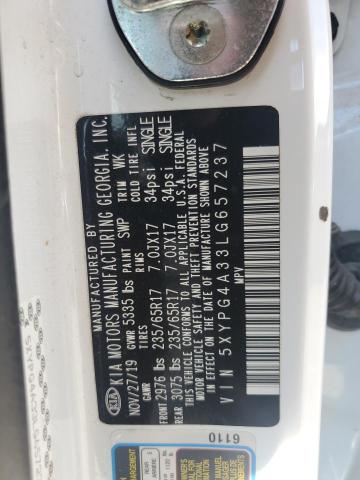 MANUFACTURED BY
KIA KIA MOTORS MANUFACTURING GEORGIA, INC.
NOV/27/19 GVWR 5335 lbs PAINT SWP TRIM WK
GAWR TIRES RIMS COLD TIRE INFL
FRONT 2976 lbs 235/65R17 7.0JX17 34psi SINGLE
REAR 3075 lbs 235/65R17 7.0JX17 34psi SINGLE
THIS VEHICLE CONFORMS TO ALL APPLICABLE U.S.A. FEDERAL
MOTOR VEHICLE SAFETY, BUMPER, AND THEFT PREVENTION STANDARDS
IN EFFECT ON THE DATE OF MANUFACTURE SHOWN ABOVE.
VIN 5XYPG4A33LG657237
MPV
6110